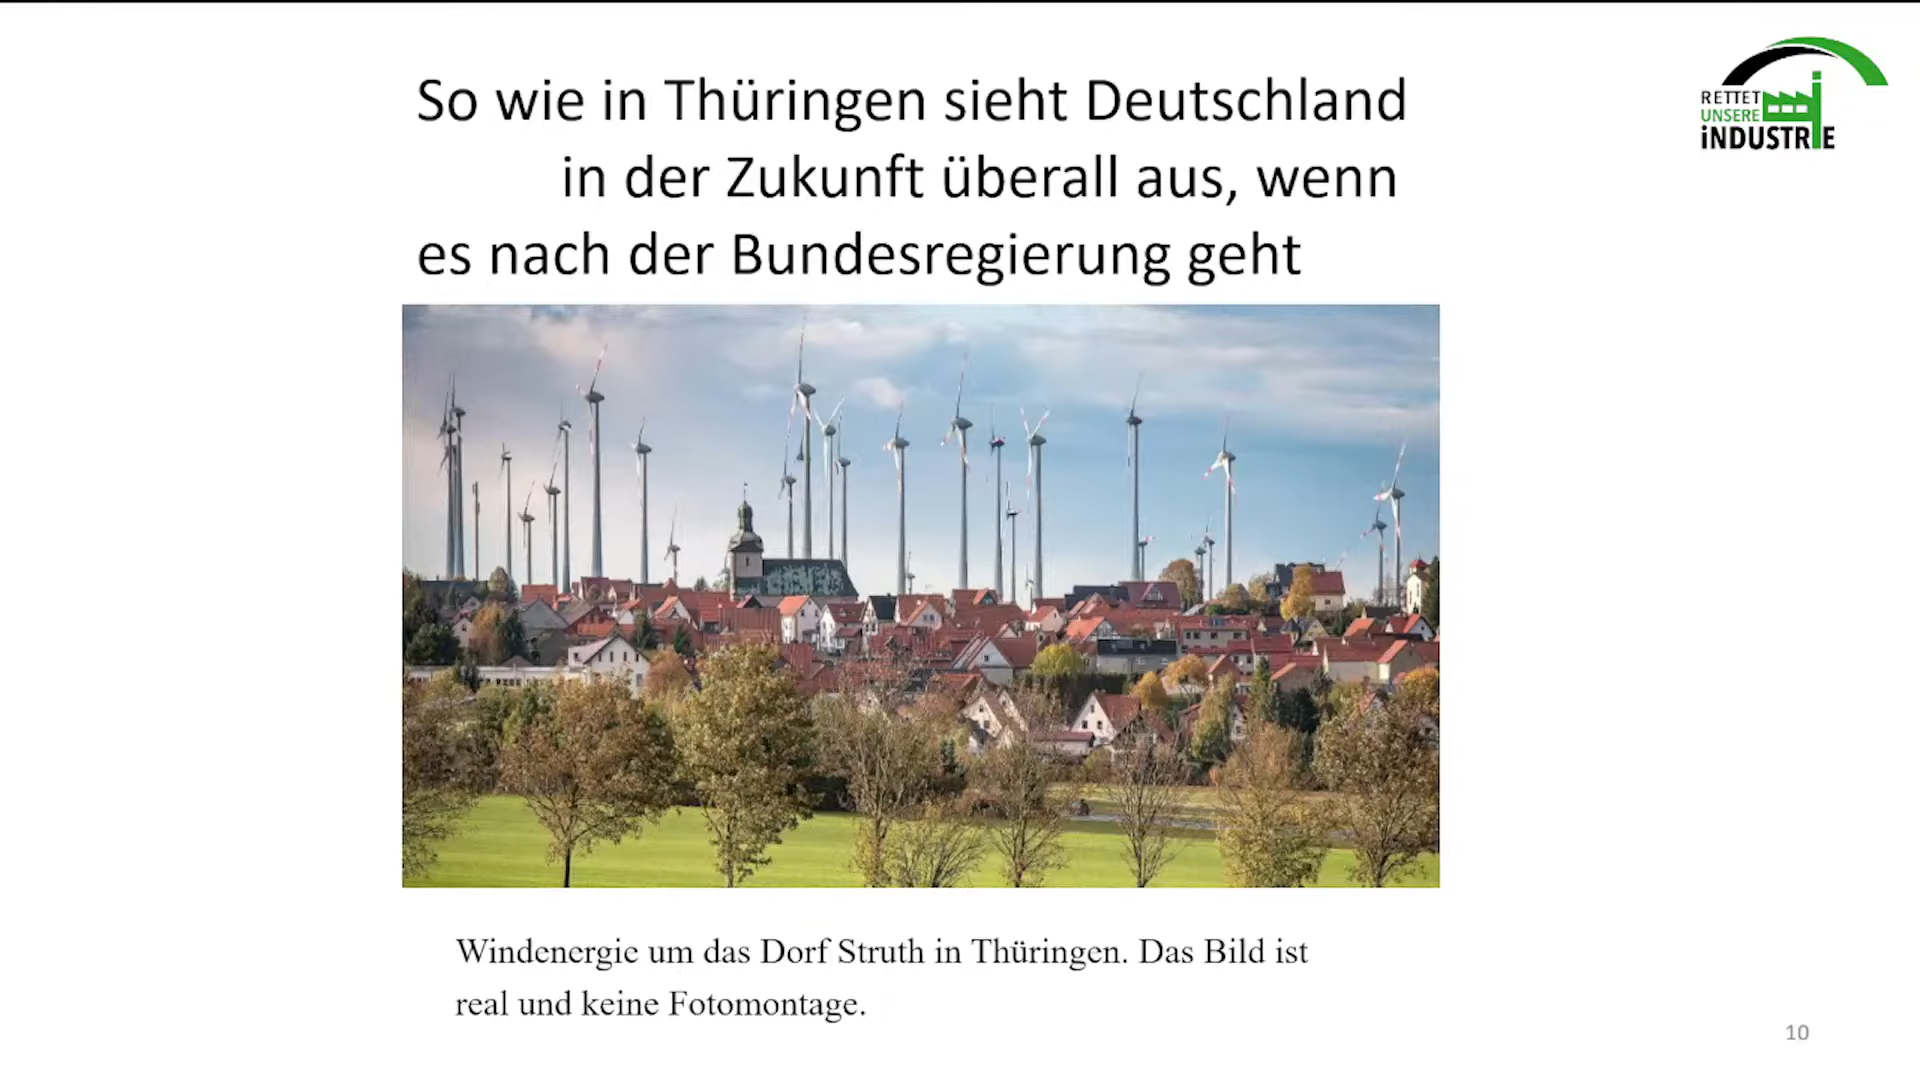 So wie in Thüringen sieht Deutschland
in der Zukunft überall aus, wenn
es nach der Bundesregierung geht
RETTET
UNSERE
iNDUSTRIE
Windenergie um das Dorf Struth in Thüringen. Das Bild ist
real und keine Fotomontage.
10